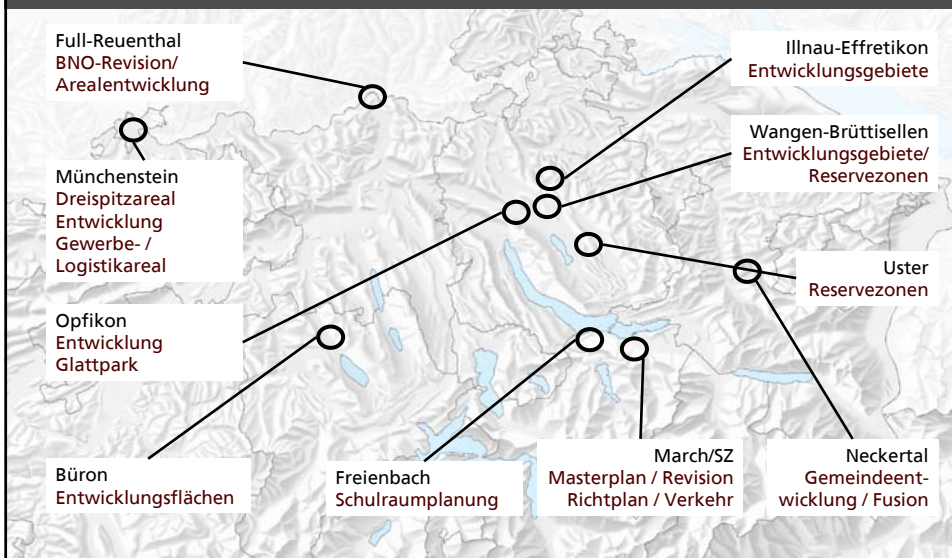 Full-Reuenthal
BNO-Revision/
Arealentwicklung
Illnau-Effretikon
Entwicklungsgebiete
Wangen-Brüttisellen
Entwicklungsgebiete/
Reservezonen
Münchenstein
Dreispitzareal
Entwicklung
Gewerbe- /
Logistikareal
Uster
Reservezonen
Opfikon
Entwicklung
Glattpark
Büron
Entwicklungsflächen
Freienbach
Schulraumplanung
March/SZ
Masterplan / Revision
Richtplan / Verkehr
Neckertal
Gemeindeent-
wicklung / Fusion